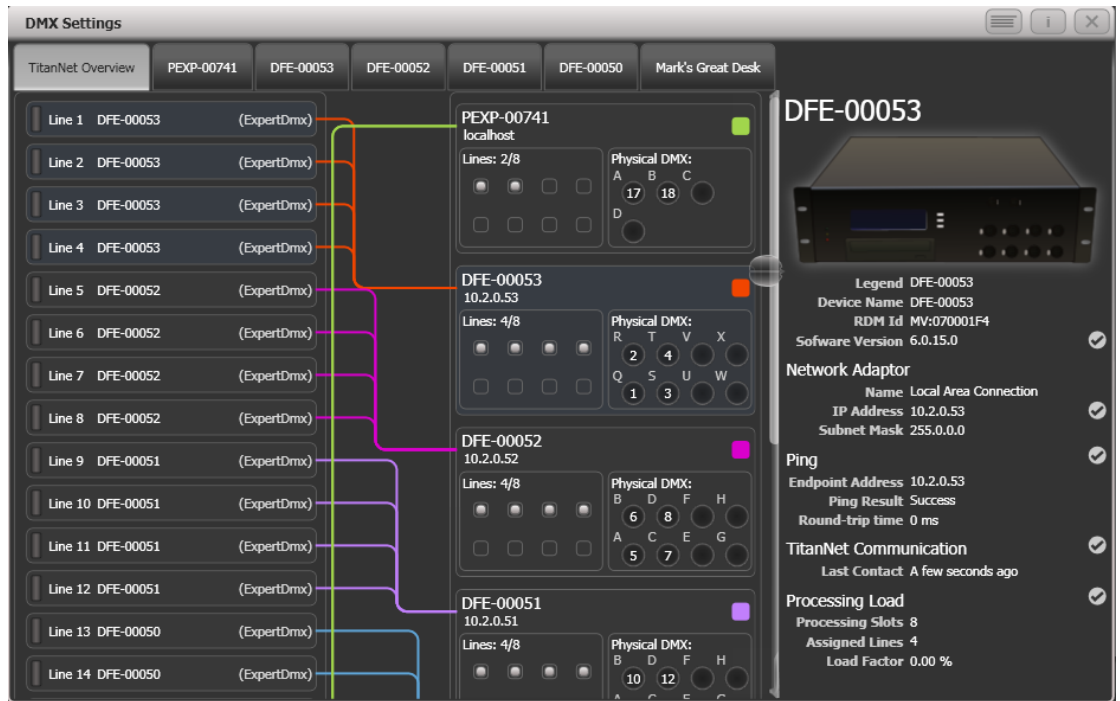 DMX Settings
i
X
TitanNet Overview
PEXP-00741
DFE-00053
DFE-00052
DFE-00051
DFE-00050
Mark's Great Desk
Line 1 DFE-00053 (ExpertDmx)
Line 2 DFE-00053 (ExpertDmx)
Line 3 DFE-00053 (ExpertDmx)
Line 4 DFE-00053 (ExpertDmx)
Line 5 DFE-00052 (ExpertDmx)
Line 6 DFE-00052 (ExpertDmx)
Line 7 DFE-00052 (ExpertDmx)
Line 8 DFE-00052 (ExpertDmx)
Line 9 DFE-00051 (ExpertDmx)
Line 10 DFE-00051 (ExpertDmx)
Line 11 DFE-00051 (ExpertDmx)
Line 12 DFE-00051 (ExpertDmx)
Line 13 DFE-00050 (ExpertDmx)
Line 14 DFE-00050 (ExpertDmx)
PEXP-00741
localhost
Lines: 2/8
Physical DMX:
A B C
17 18
D
DFE-00053
10.2.0.53
Lines: 4/8
Physical DMX:
R T V X
2 4
Q S U W
1 3
DFE-00052
10.2.0.52
Lines: 4/8
Physical DMX:
B D F H
6 8
A C E G
5 7
DFE-00051
10.2.0.51
Lines: 4/8
Physical DMX:
B D F H
10 12
A C E G
DFE-00053
Legend DFE-00053
Device Name DFE-00053
RDM Id MV:070001F4
Sofware Version 6.0.15.0
Network Adaptor
Name Local Area Connection
IP Address 10.2.0.53
Subnet Mask 255.0.0.0
Ping
Endpoint Address 10.2.0.53
Ping Result Success
Round-trip time 0 ms
TitanNet Communication
Last Contact A few seconds ago
Processing Load
Processing Slots 8
Assigned Lines 4
Load Factor 0.00 %